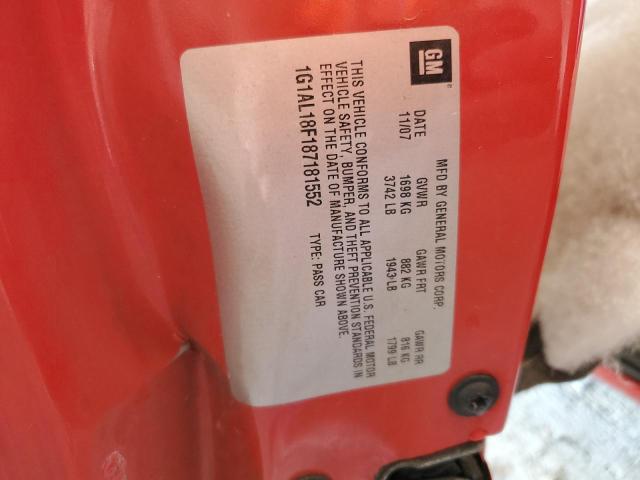 GM
MFD BY GENERAL MOTORS CORP.
DATE GVWR GAWR FRT GAWR RR
11/07 1698 KG 882 KG 816 KG
3742 LB 1943 LB 1799 LB
THIS VEHICLE CONFORMS TO ALL APPLICABLE U.S. FEDERAL MOTOR
VEHICLE SAFETY, BUMPER, AND THEFT PREVENTION STANDARDS IN
EFFECT ON THE DATE OF MANUFACTURE SHOWN ABOVE.
1G1AL18F187181552 TYPE: PASS CAR